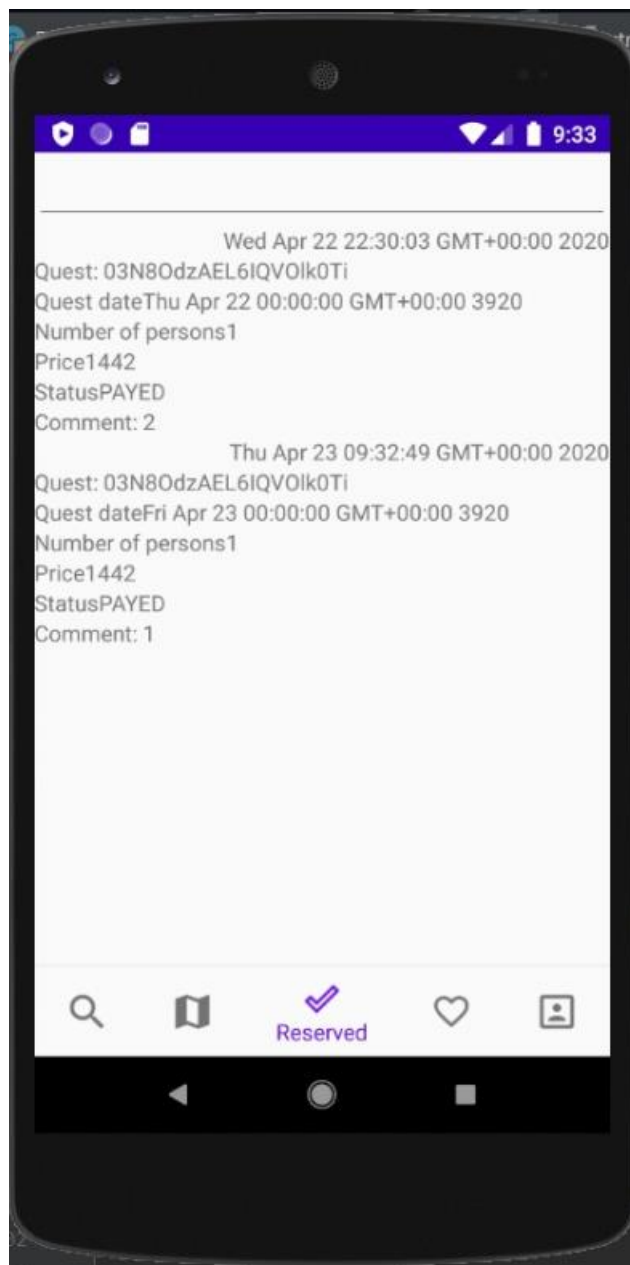 9:33
Wed Apr 22 22:30:03 GMT+00:00 2020
Quest: 03N8OdzAEL6IQVOlk0Ti
Quest dateThu Apr 22 00:00:00 GMT+00:00 3920
Number of persons1
Price1442
StatusPAYED
Comment: 2
Thu Apr 23 09:32:49 GMT+00:00 2020
Quest: 03N8OdzAEL6IQVOlk0Ti
Quest dateFri Apr 23 00:00:00 GMT+00:00 3920
Number of persons1
Price1442
StatusPAYED
Comment: 1
Reserved